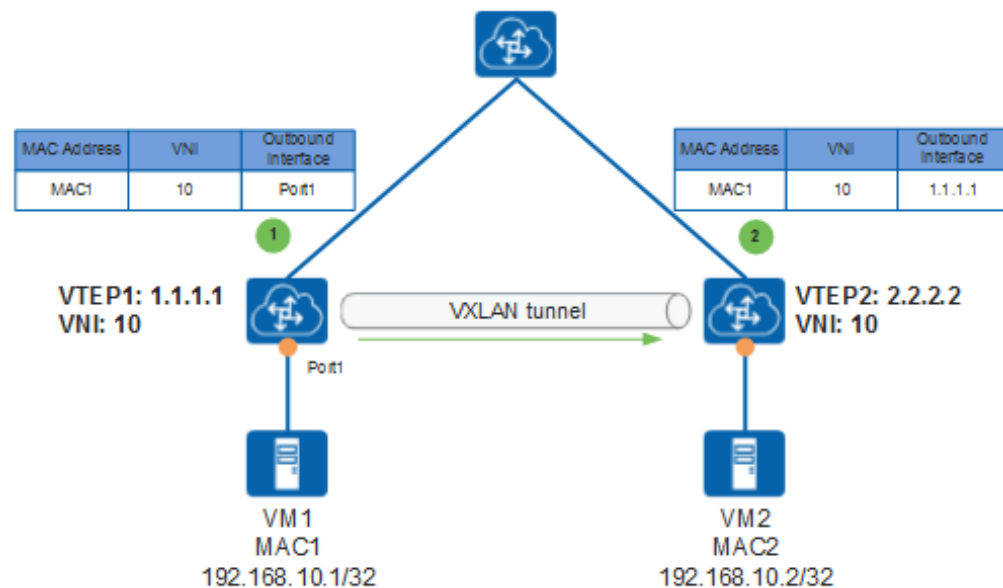 MAC Address VNI Outbound Interface
MAC1 10 Port1
MAC Address VNI Outbound Interface
MAC1 10 1.1.1.1
1
2
VTEP1: 1.1.1.1
VNI: 10
VXLAN tunnel
VTEP2: 2.2.2.2
VNI: 10
Port1
VM1
MAC1
192.168.10.1/32
VM2
MAC2
192.168.10.2/32